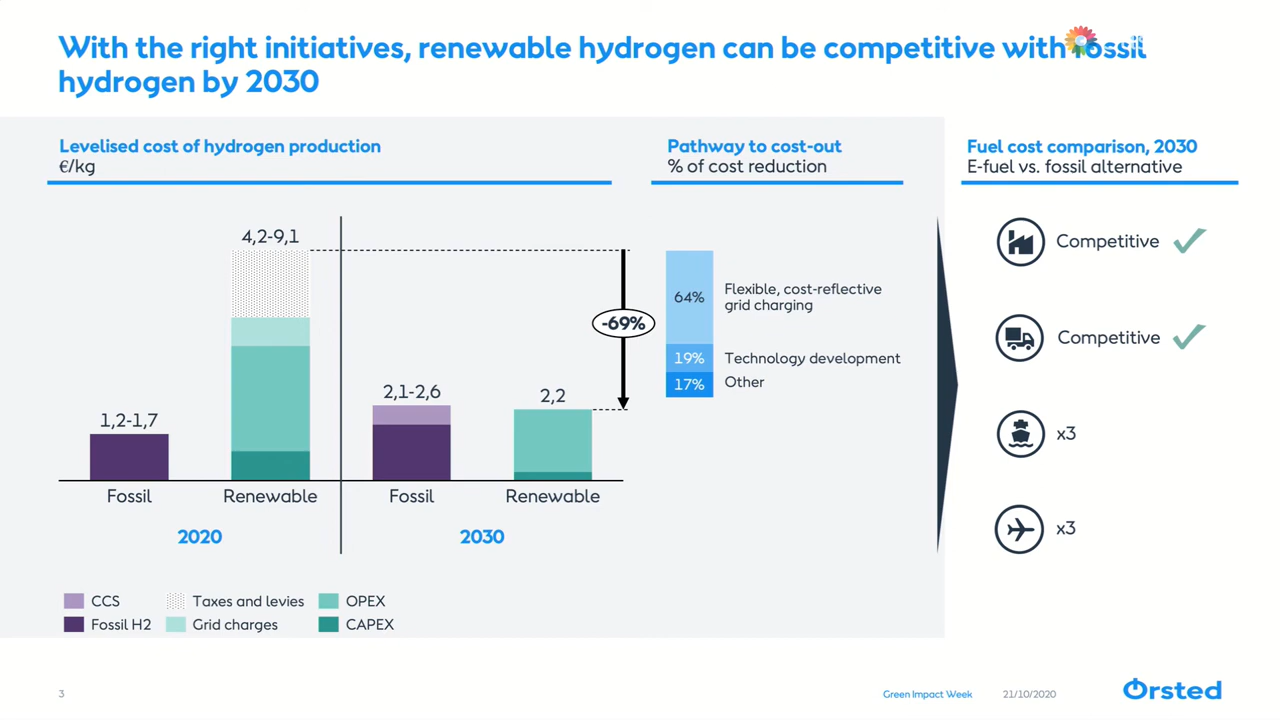 With the right initiatives, renewable hydrogen can be competitive with fossil
hydrogen by 2030
Levelised cost of hydrogen production
€/kg
4,2-9,1
1,2-1,7
2,1-2,6
2,2
-69%
Fossil
Renewable
Fossil
Renewable
2020
2030
CCS
Taxes and levies
OPEX
Fossil H2
Grid charges
CAPEX
Pathway to cost-out
% of cost reduction
64%
Flexible, cost-reflective
grid charging
19%
Technology development
17%
Other
Fuel cost comparison, 2030
E-fuel vs. fossil alternative
Competitive
Competitive
x3
x3
3
Green Impact Week
21/10/2020
Ørsted